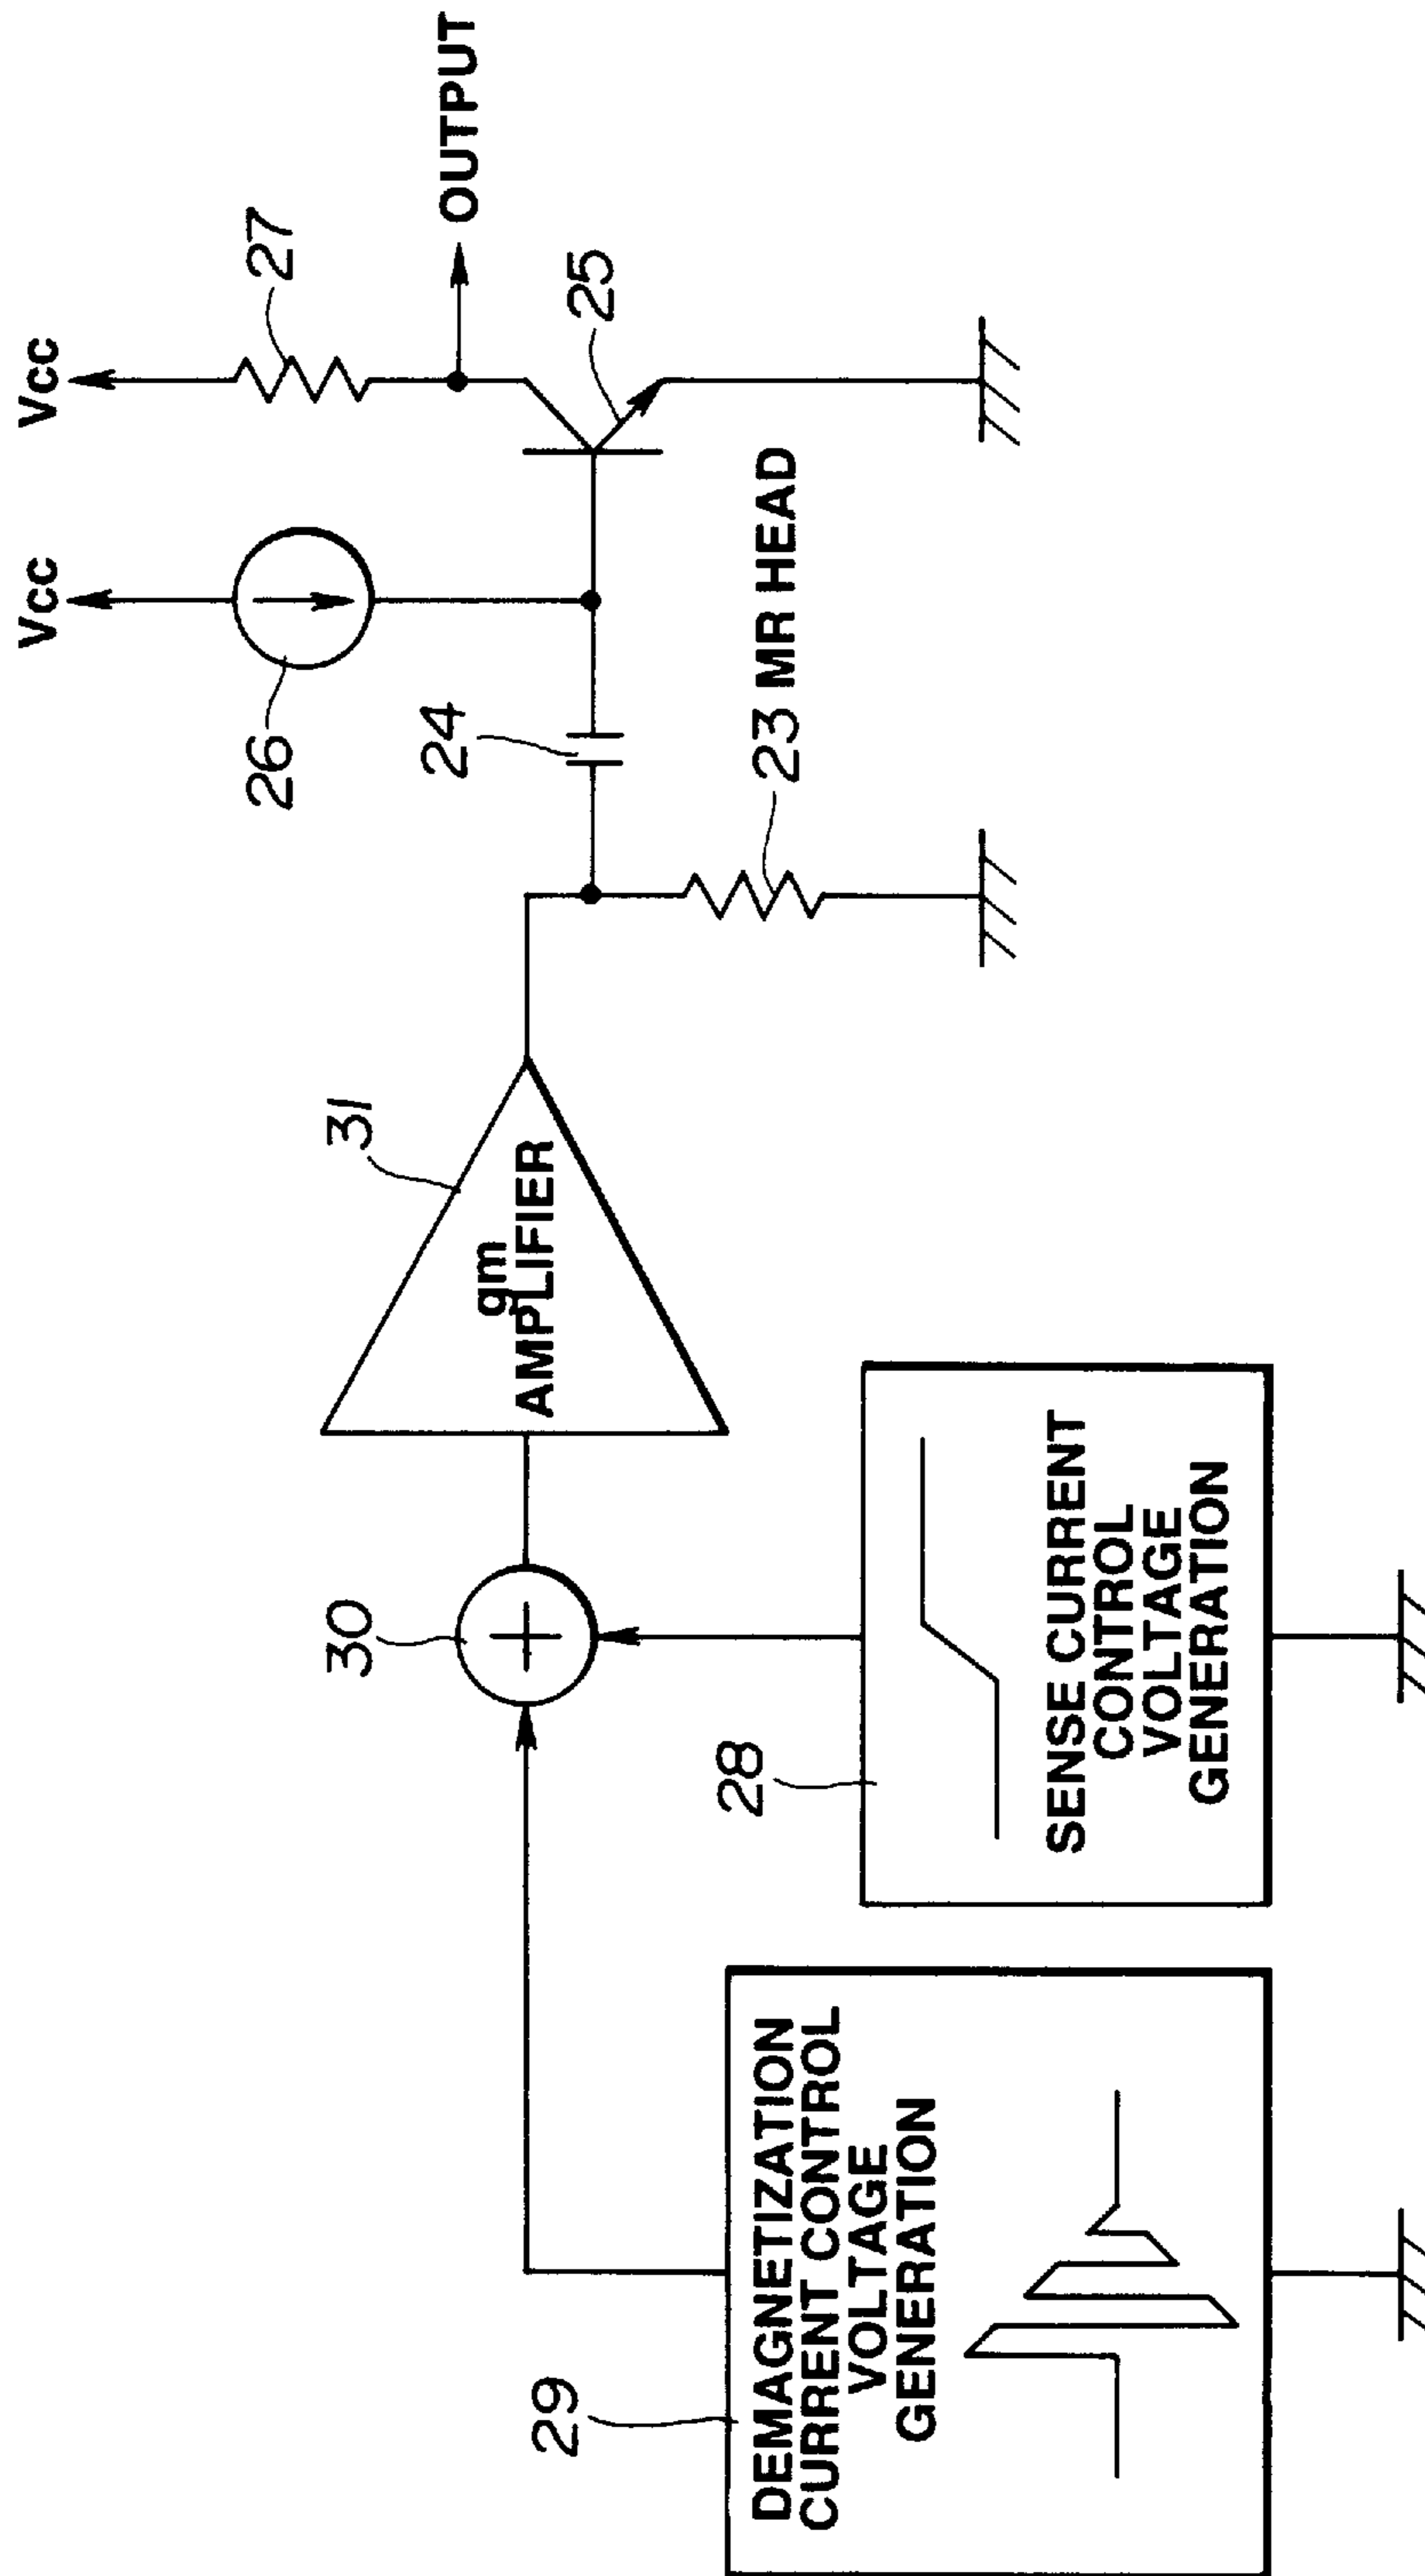 Vcc
Vcc
27
26
OUTPUT
24
25
23 MR HEAD
31
gm
AMPLIFIER
30
28
SENSE CURRENT
CONTROL
VOLTAGE
GENERATION
29
DEMAGNETIZATION
CURRENT CONTROL
VOLTAGE
GENERATION